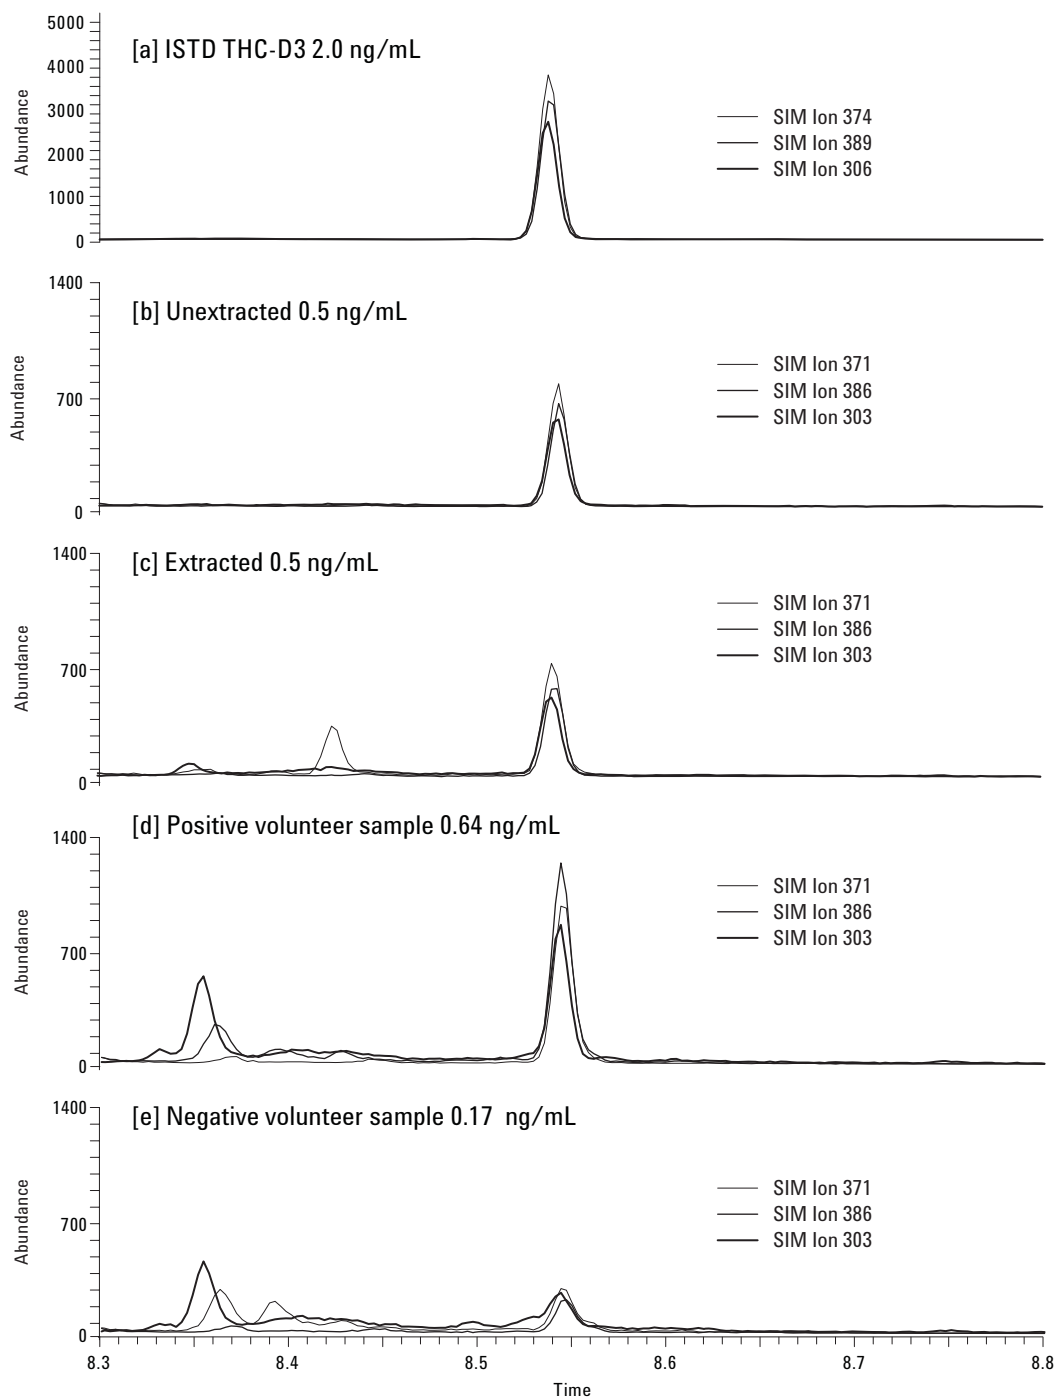 [a] ISTD THC-D3 2.0 ng/mL
Abundance
5000
4000
3000
2000
1000
0
SIM Ion 374
SIM Ion 389
SIM Ion 306
[b] Unextracted 0.5 ng/mL
Abundance
1400
700
0
SIM Ion 371
SIM Ion 386
SIM Ion 303
[c] Extracted 0.5 ng/mL
Abundance
1400
700
0
SIM Ion 371
SIM Ion 386
SIM Ion 303
[d] Positive volunteer sample 0.64 ng/mL
Abundance
1400
700
0
SIM Ion 371
SIM Ion 386
SIM Ion 303
[e] Negative volunteer sample 0.17 ng/mL
Abundance
1400
700
0
SIM Ion 371
SIM Ion 386
SIM Ion 303
8.3 8.4 8.5 8.6 8.7 8.8
Time